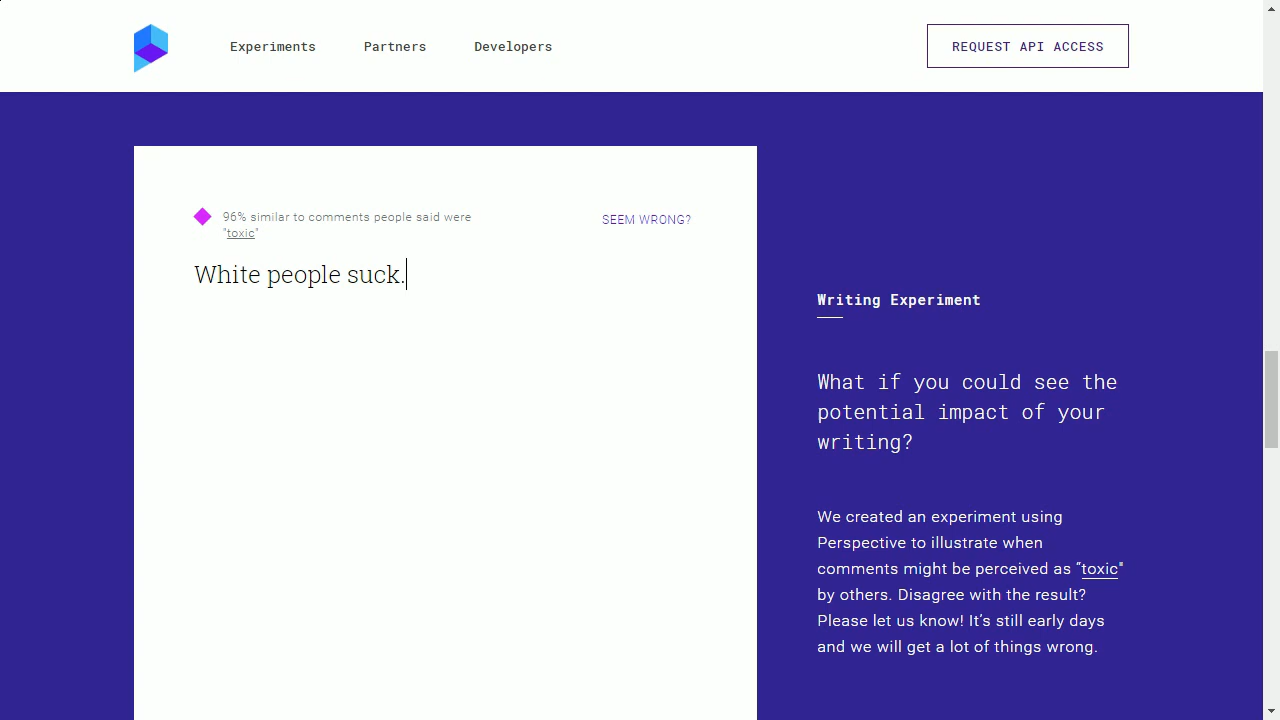 Experiments Partners Developers REQUEST API ACCESS
96% similar to comments people said were
"toxic"
SEEM WRONG?
White people suck.
Writing Experiment
What if you could see the
potential impact of your
writing?
We created an experiment using
Perspective to illustrate when
comments might be perceived as “toxic"
by others. Disagree with the result?
Please let us know! It’s still early days
and we will get a lot of things wrong.